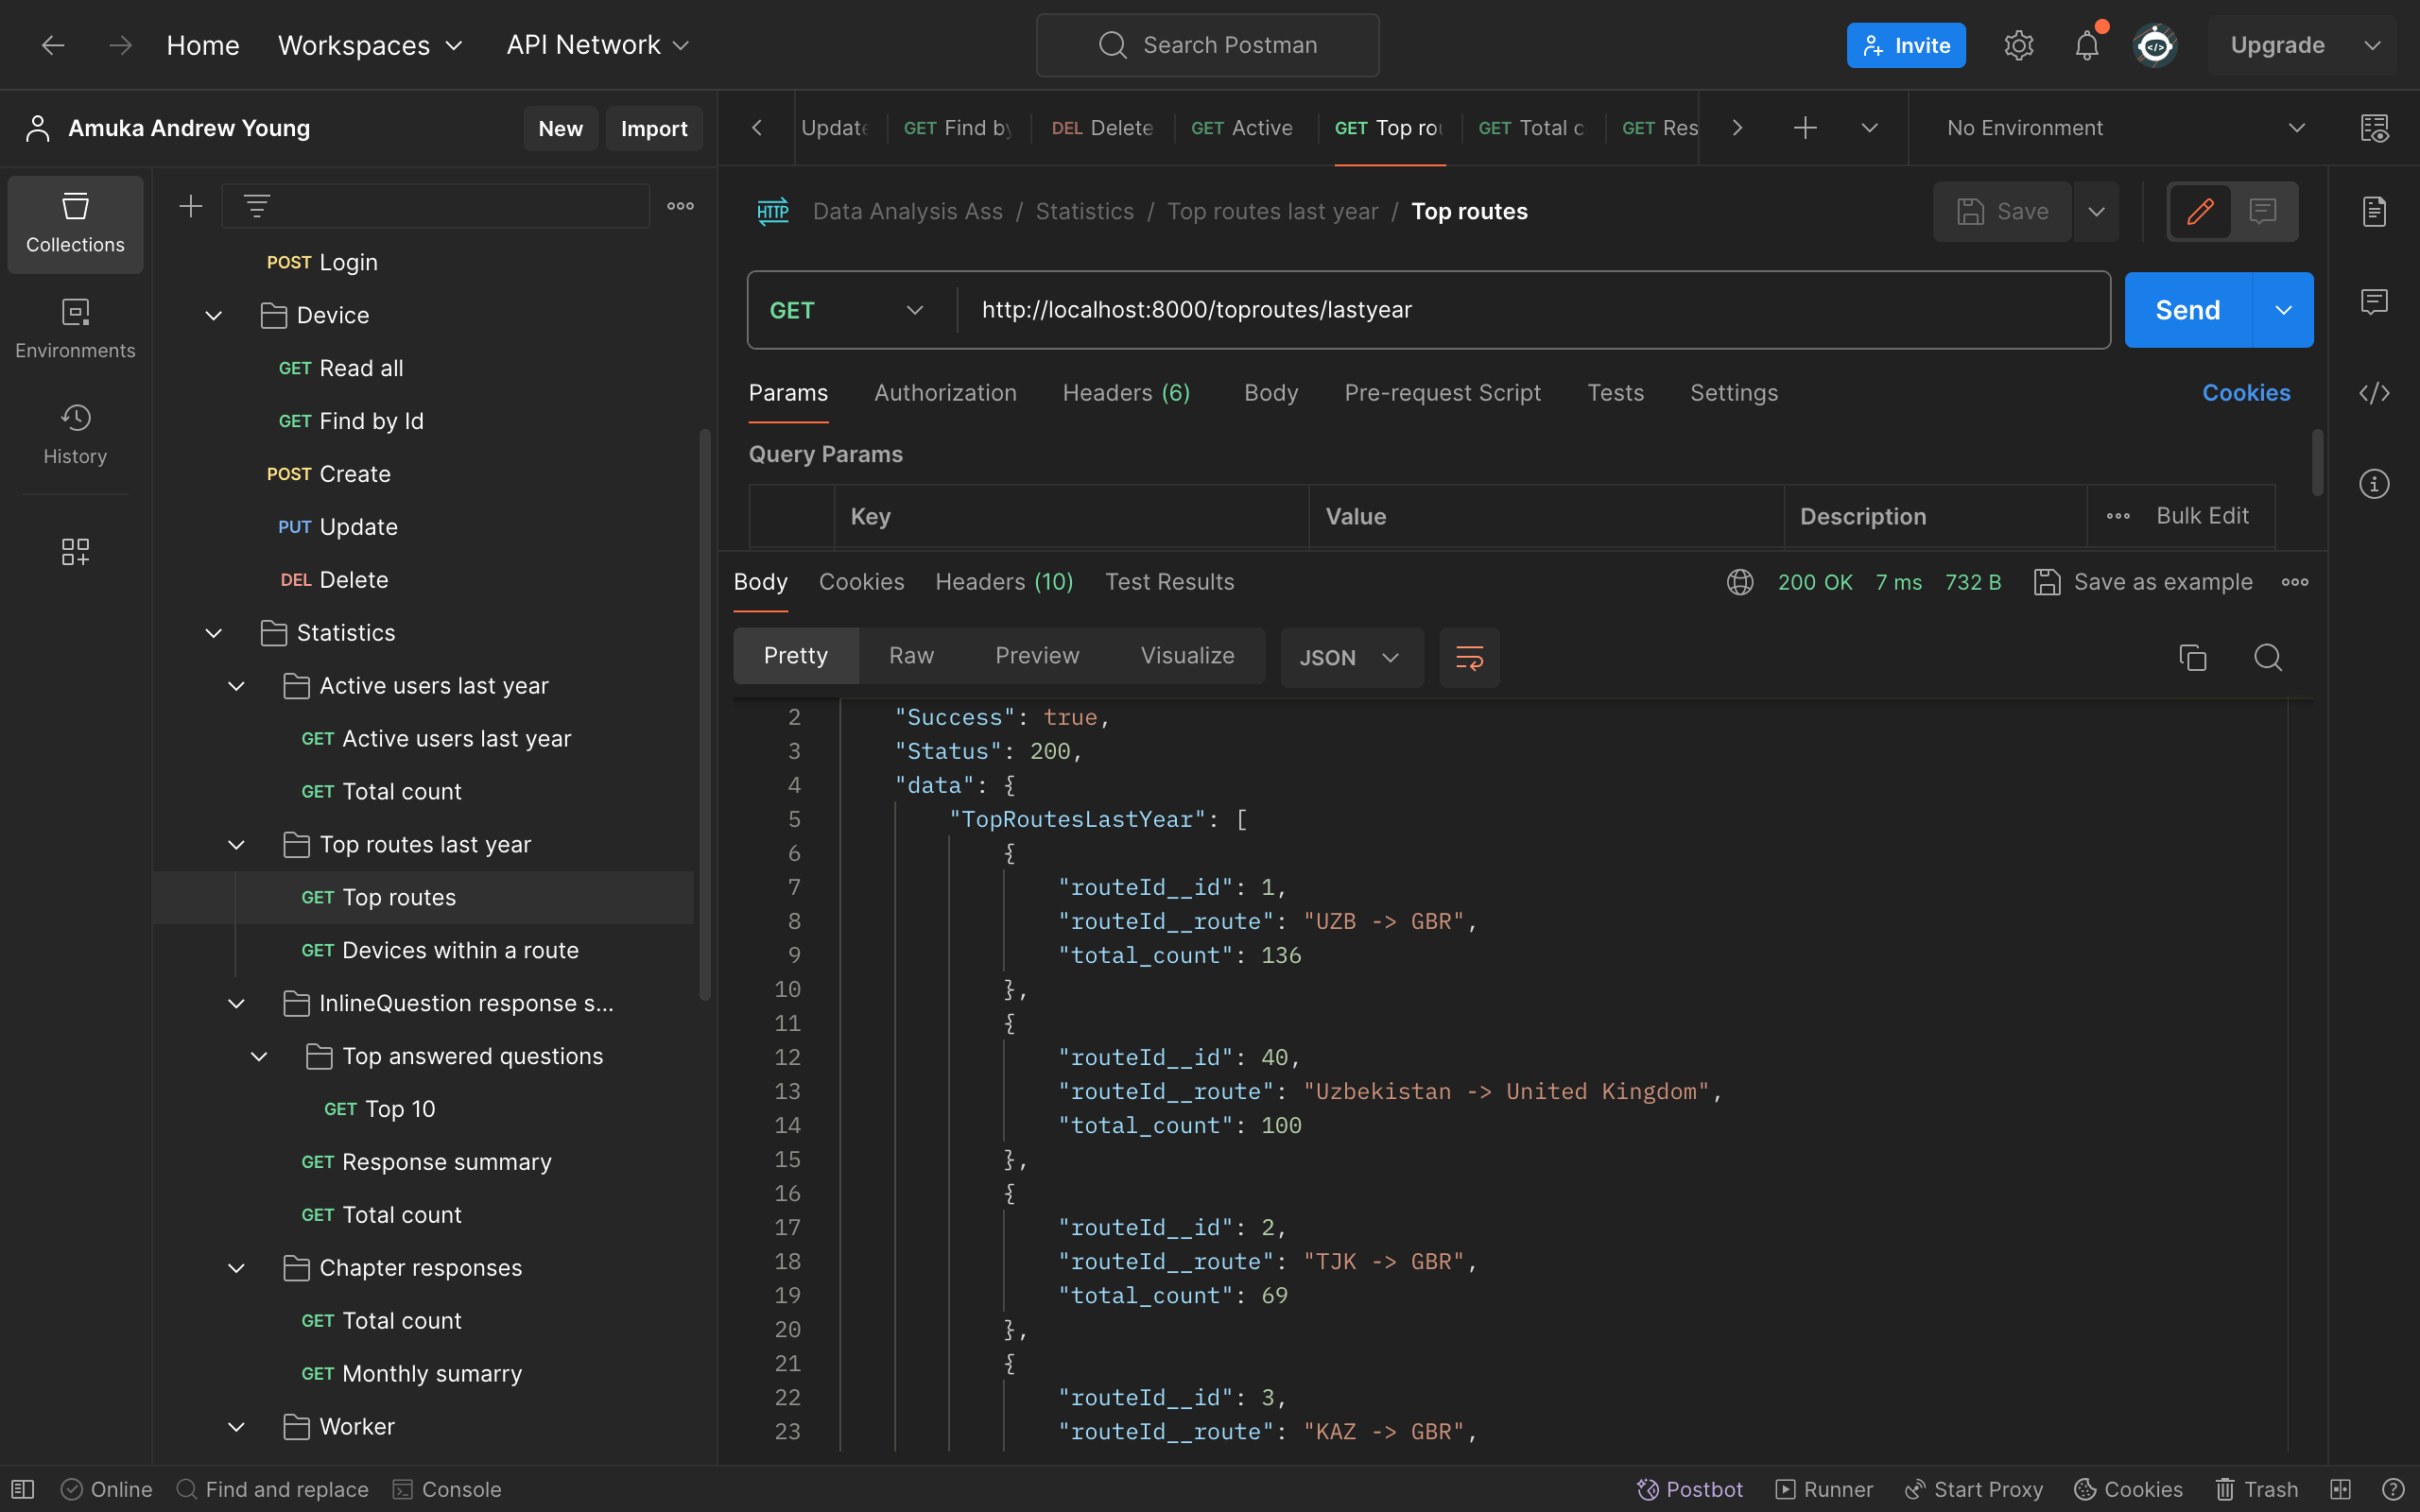 Home Workspaces API Network Search Postman Invite Upgrade
Amuka Andrew Young New Import
Update GET Find by DEL Delete GET Active GET Top rou GET Total c GET Res No Environment
Collections
Environments
History
POST Login
Device
GET Read all
GET Find by Id
POST Create
PUT Update
DEL Delete
Statistics
Active users last year
GET Active users last year
GET Total count
Top routes last year
GET Top routes
GET Devices within a route
InlineQuestion response s...
Top answered questions
GET Top 10
GET Response summary
GET Total count
Chapter responses
GET Total count
GET Monthly sumarry
Worker
HTTP Data Analysis Ass / Statistics / Top routes last year / Top routes Save
GET http://localhost:8000/toproutes/lastyear Send
Params Authorization Headers (6) Body Pre-request Script Tests Settings Cookies
Query Params
Key Value Description Bulk Edit
Body Cookies Headers (10) Test Results 200 OK 7 ms 732 B Save as example
Pretty Raw Preview Visualize JSON
2 "Success": true,
3 "Status": 200,
4 "data": {
5 "TopRoutesLastYear": [
6 {
7 "routeId__id": 1,
8 "routeId__route": "UZB -> GBR",
9 "total_count": 136
10 },
11 {
12 "routeId__id": 40,
13 "routeId__route": "Uzbekistan -> United Kingdom",
14 "total_count": 100
15 },
16 {
17 "routeId__id": 2,
18 "routeId__route": "TJK -> GBR",
19 "total_count": 69
20 },
21 {
22 "routeId__id": 3,
23 "routeId__route": "KAZ -> GBR",
Online Find and replace Console Postbot Runner Start Proxy Cookies Trash